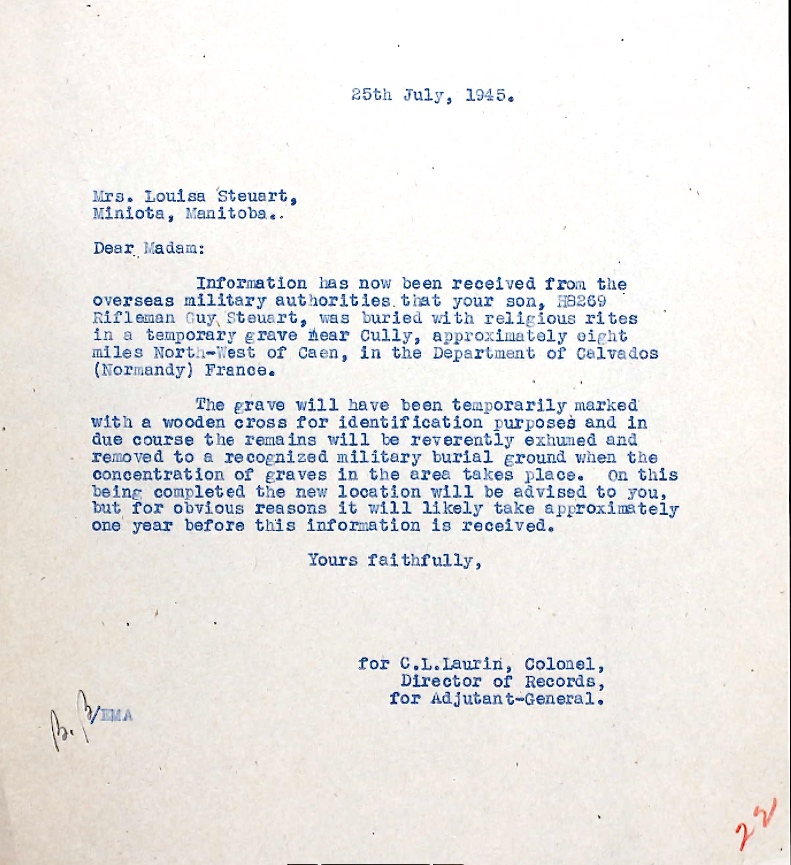 25th July, 1945.
Mrs. Louisa Steuart,
Miniota, Manitoba..
Dear Madam:
Information has now been received from the
overseas military authorities that your son, H8269
Rifleman Guy Steuart, was buried with religious rites
in a temporary grave near Cully, approximately eight
miles North-West of Caen, in the Department of Calvados
(Normandy) France.
The grave will have been temporarily marked
with a wooden cross for identification purposes and in
due course the remains will be reverently exhumed and
removed to a recognized military burial ground when the
concentration of graves in the area takes place. On this
being completed the new location will be advised to you,
but for obvious reasons it will likely take approximately
one year before this information is received.
Yours faithfully,
for C.L.Laurin, Colonel,
Director of Records,
for Adjutant-General.
B.B/EMA
22